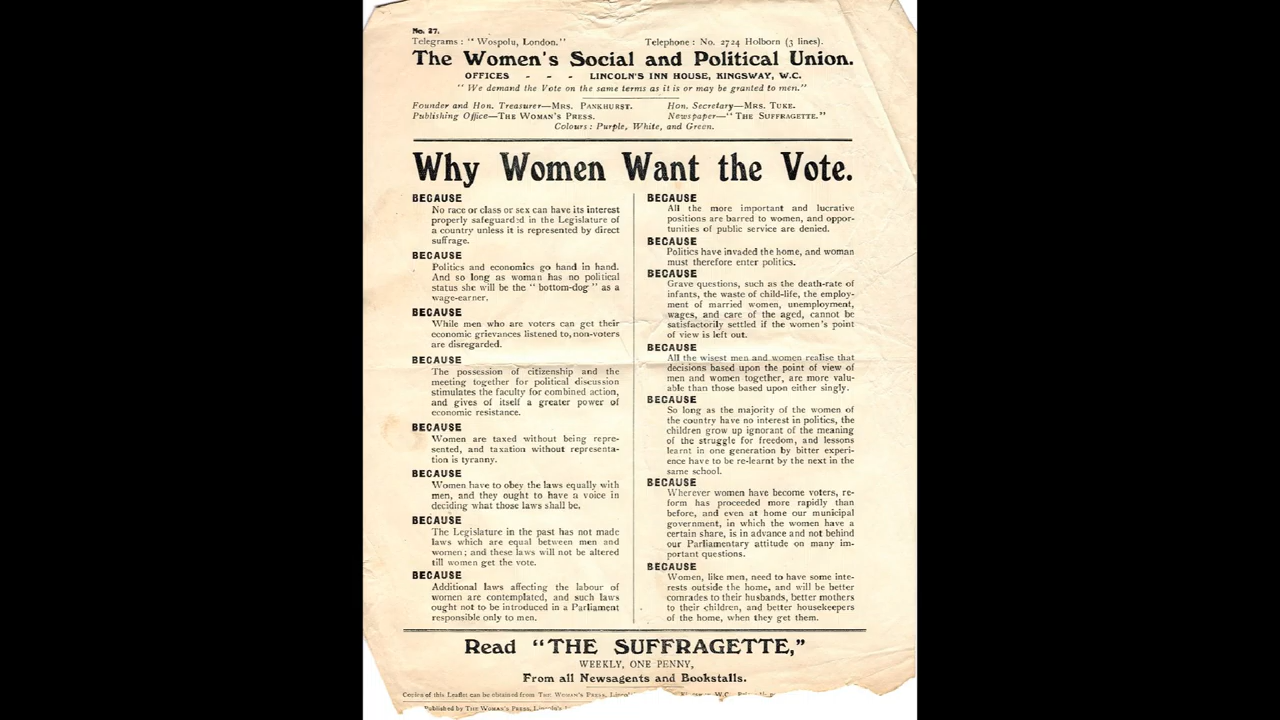 No. 27.
Telegrams: "Wospolu, London."
Telephone: No. 2724 Holborn (3 lines).
The Women's Social and Political Union.
OFFICES - - - LINCOLN'S INN HOUSE, KINGSWAY, W.C.
"We demand the Vote on the same terms as it is or may be granted to men."
Founder and Hon. Treasurer—MRS. PANKHURST.
Hon. Secretary—MRS. TUKE.
Publishing Office—THE WOMAN'S PRESS.
Newspaper—"THE SUFFRAGETTE."
Colours: Purple, White, and Green.
Why Women Want the Vote.
BECAUSE
No race or class or sex can have its interest
properly safeguarded in the Legislature of
a country unless it is represented by direct
suffrage.
BECAUSE
Politics and economics go hand in hand.
And so long as woman has no political
status she will be the "bottom-dog" as a
wage-earner.
BECAUSE
While men who are voters can get their
economic grievances listened to, non-voters
are disregarded.
BECAUSE
The possession of citizenship and the
meeting together for political discussion
stimulates the faculty for combined action,
and gives of itself a greater power of
economic resistance.
BECAUSE
Women are taxed without being repre-
sented, and taxation without representa-
tion is tyranny.
BECAUSE
Women have to obey the laws equally with
men, and they ought to have a voice in
deciding what those laws shall be.
BECAUSE
The Legislature in the past has not made
laws which are equal between men and
women; and these laws will not be altered
till women get the vote.
BECAUSE
Additional laws affecting the labour of
women are contemplated, and such laws
ought not to be introduced in a Parliament
responsible only to men.
BECAUSE
All the more important and lucrative
positions are barred to women, and oppor-
tunities of public service are denied.
BECAUSE
Politics have invaded the home, and woman
must therefore enter politics.
BECAUSE
Grave questions, such as the death-rate of
infants, the waste of child-life, the employ-
ment of married women, unemployment,
wages, and care of the aged, cannot be
satisfactorily settled if the women's point
of view is left out.
BECAUSE
All the wisest men and women realise that
decisions based upon the point of view of
men and women together, are more valu-
able than those based upon either singly.
BECAUSE
So long as the majority of the women of
the country have no interest in politics, the
children grow up ignorant of the meaning
of the struggle for freedom, and lessons
learnt in one generation by bitter experi-
ence have to be re-learnt by the next in the
same school.
BECAUSE
Wherever women have become voters, re-
form has proceeded more rapidly than
before, and even at home our municipal
government, in which the women have a
certain share, is in advance and not behind
our Parliamentary attitude on many im-
portant questions.
BECAUSE
Women, like men, need to have some inte-
rests outside the home, and will be better
comrades to their husbands, better mothers
to their children, and better housekeepers
of the home, when they get them.
Read "THE SUFFRAGETTE,"
WEEKLY, ONE PENNY,
From all Newsagents and Bookstalls.
Copies of this Leaflet can be obtained from THE WOMAN'S PRESS, W.C.
Published by THE WOMAN'S PRESS,